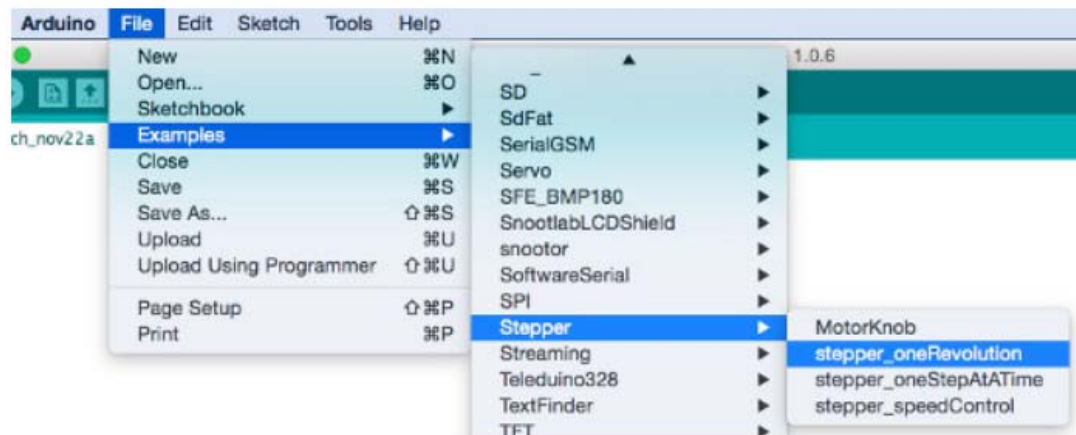 Arduino File Edit Sketch Tools Help
1.0.6
ch_nov22a
New ⌘N
Open... ⌘O
Sketchbook
Examples
Close ⌘W
Save ⌘S
Save As... ⇧⌘S
Upload ⌘U
Upload Using Programmer ⇧⌘U
Page Setup ⇧⌘P
Print ⌘P
SD
SdFat
SerialGSM
Servo
SFE_BMP180
SnootlabLCDShield
snootor
SoftwareSerial
SPI
Stepper
Streaming
Teleduino328
TextFinder
TFT
MotorKnob
stepper_oneRevolution
stepper_oneStepAtATime
stepper_speedControl